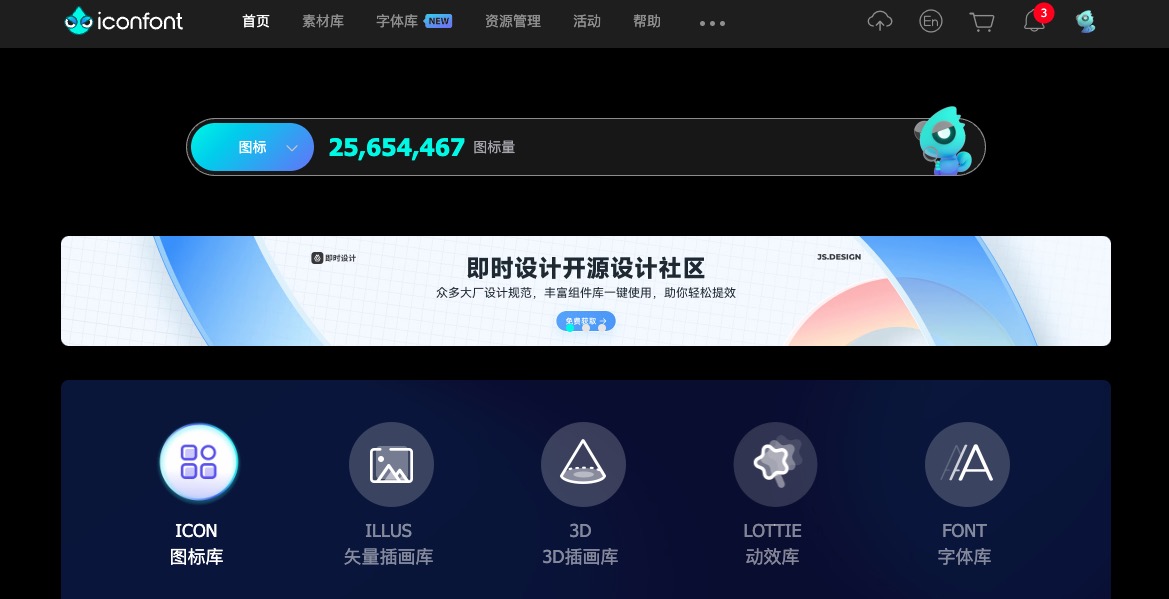 iconfont
首页 素材库 字体库 NEW 资源管理 活动 帮助 En 3
图标 25,654,467 图标量
即时设计 JS.DESIGN
即时设计开源设计社区
众多大厂设计规范，丰富组件库一键使用，助你轻松提效
免费获取 →
ICON ILLUS 3D LOTTIE FONT
图标库 矢量插画库 3D插画库 动效库 字体库